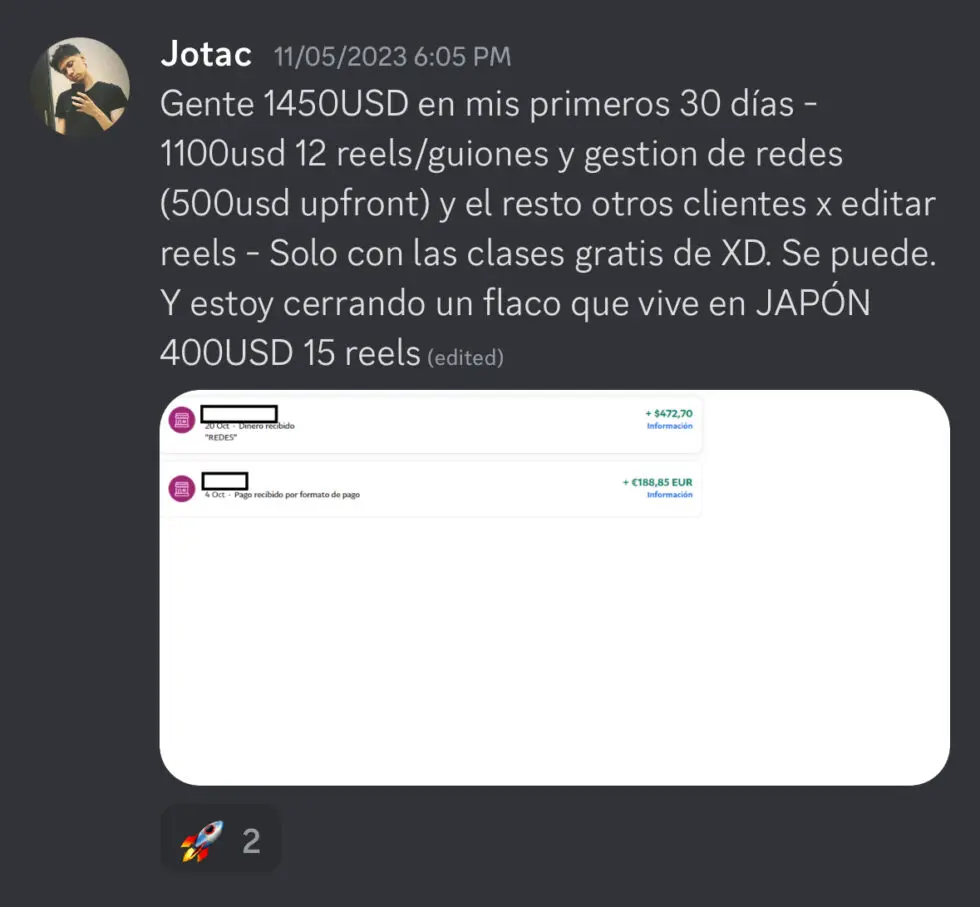 Jotac 11/05/2023 6:05 PM
Gente 1450USD en mis primeros 30 días -
1100usd 12 reels/guiones y gestion de redes
(500usd upfront) y el resto otros clientes x editar
reels - Solo con las clases gratis de XD. Se puede.
Y estoy cerrando un flaco que vive en JAPÓN
400USD 15 reels (edited)
+ $472,70
20 Oct - Dinero recibido
Información
"REDES"
+ €188,85 EUR
4 Oct - Pago recibido por formato de pago
Información
2